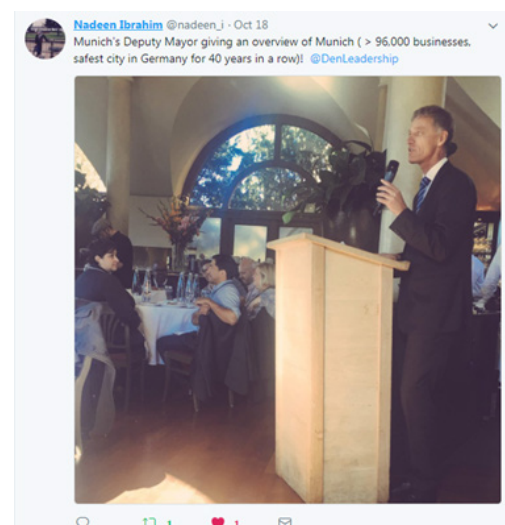 Nadeen Ibrahim @nadeen_i · Oct 18
Munich's Deputy Mayor giving an overview of Munich ( > 96,000 businesses,
safest city in Germany for 40 years in a row)! @DenLeadership
1 1